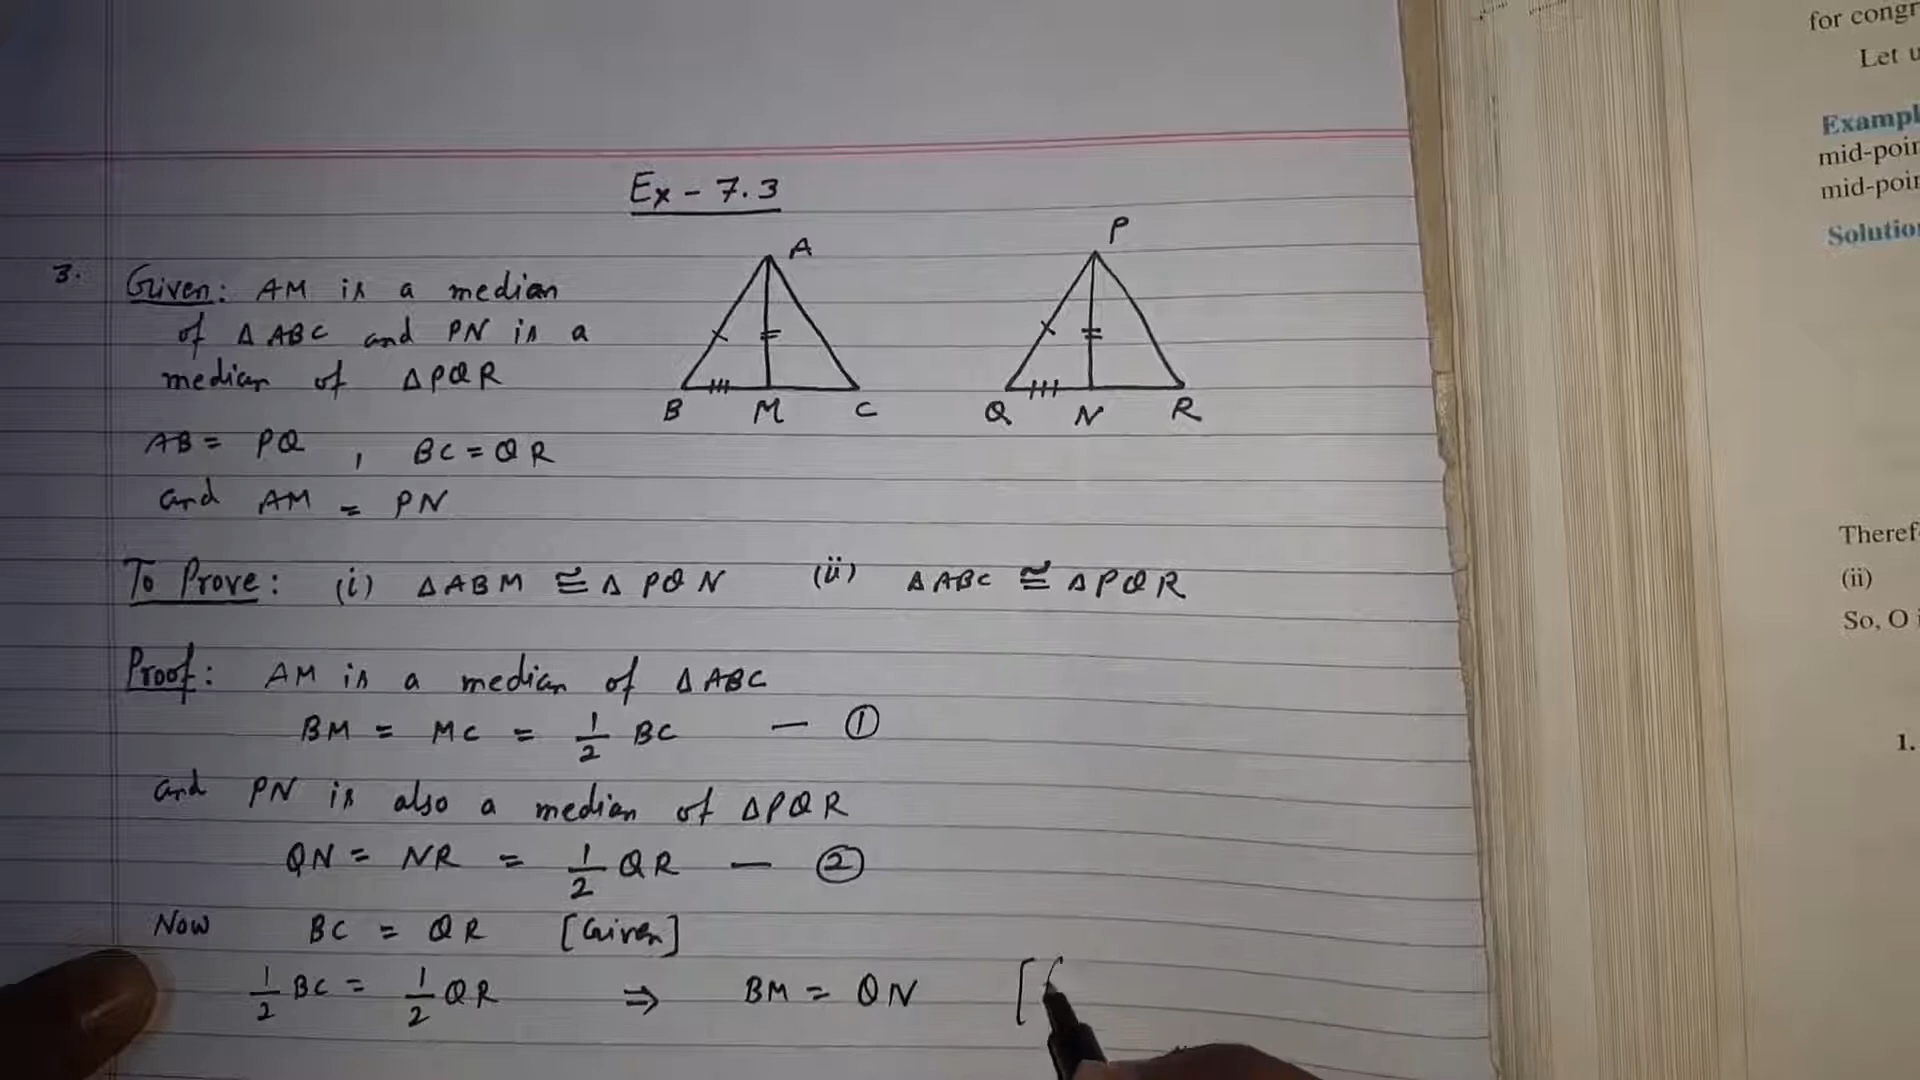 Ex - 7.3
3. Given: AM is a median
of Δ ABC and PN is a
median of ΔPQR
AB = PQ , BC = QR
and AM = PN
A
B M C
P
Q N R
To Prove: (i) ΔABM ≅ Δ PQN (ii) ΔABC ≅ ΔPQR
Proof: AM is a median of ΔABC
BM = MC = 1/2 BC — ①
and PN is also a median of ΔPQR
QN = NR = 1/2 QR — ②
Now BC = QR [Given]
1/2 BC = 1/2 QR ⇒ BM = QN [
for congr
Let u
Exampl
mid-poin
mid-poin
Solution
Theref
(ii)
So, O i
1.